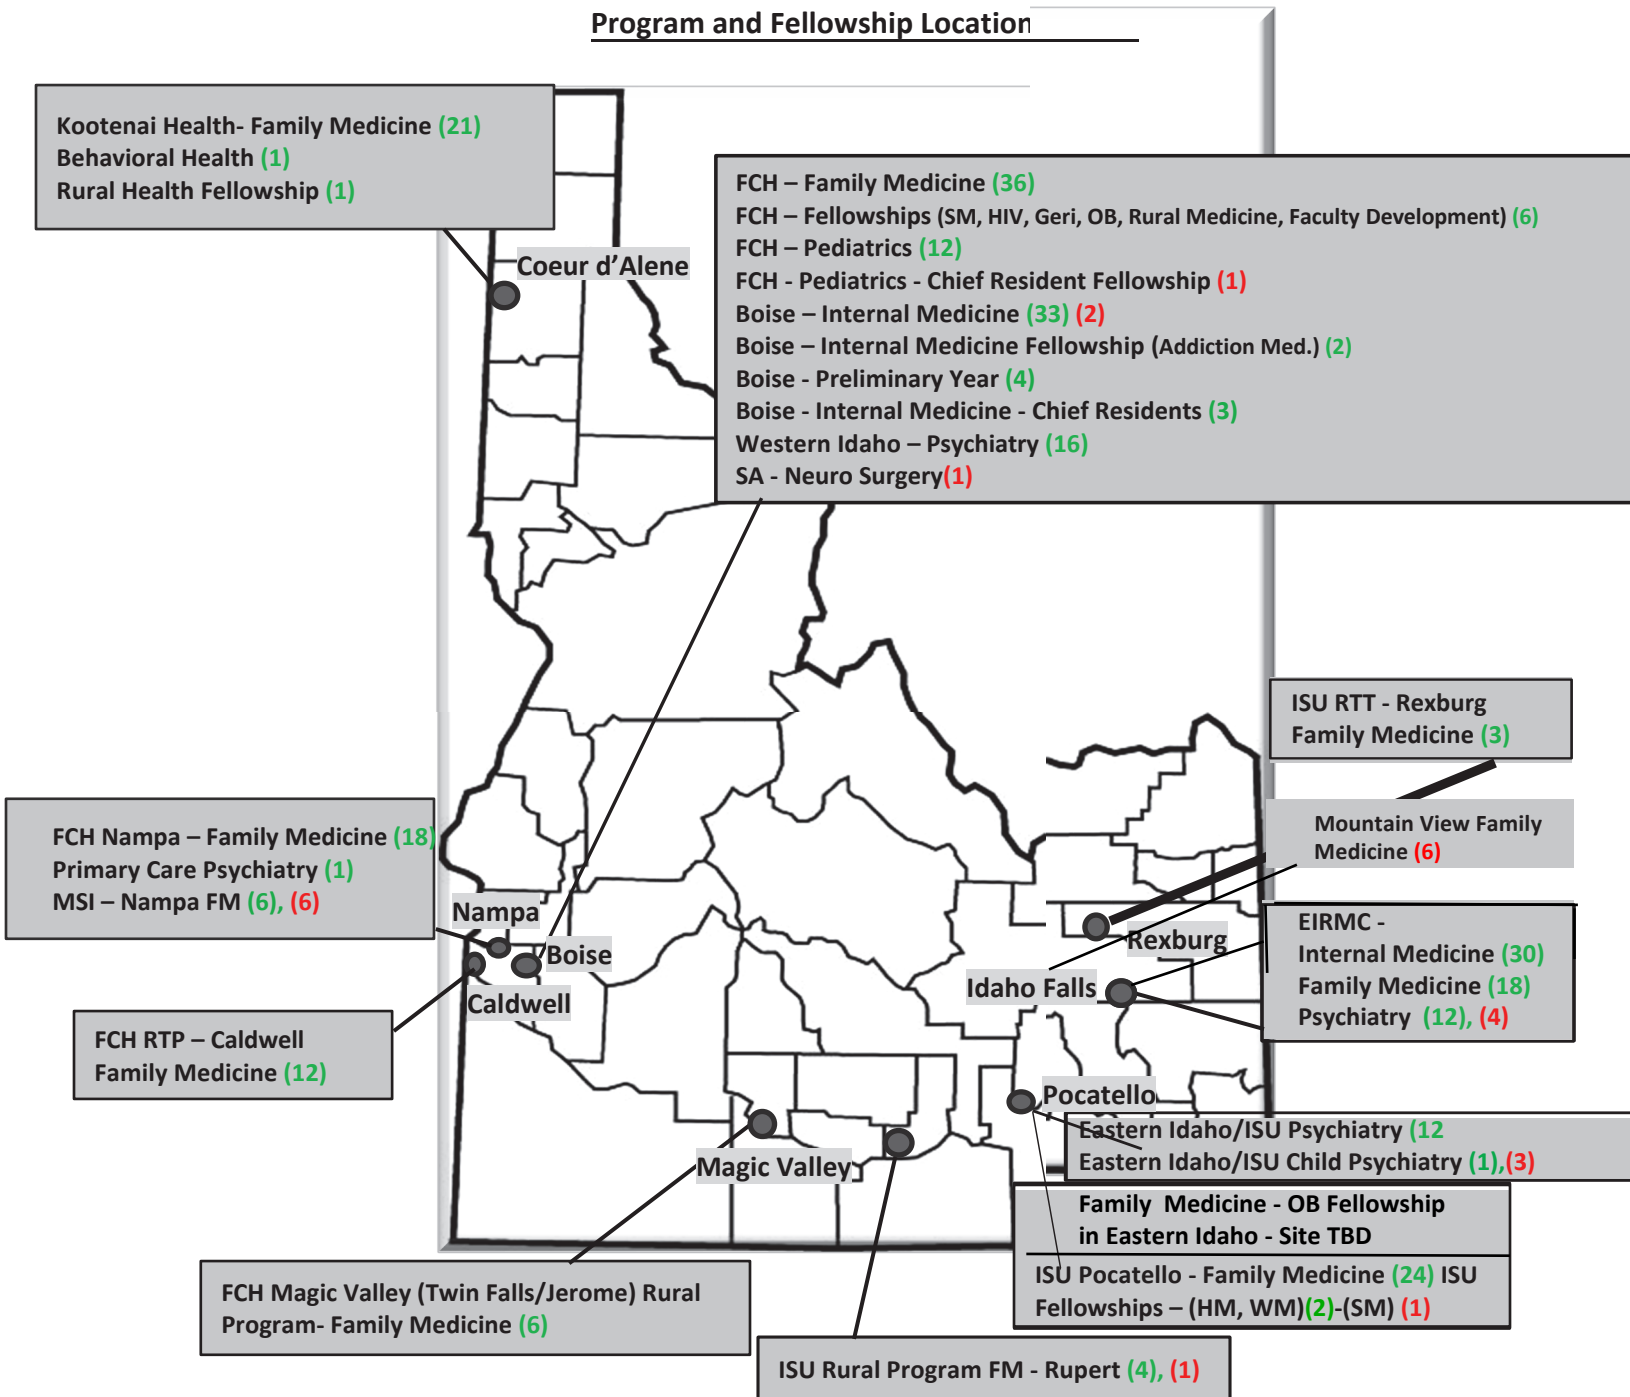 Program and Fellowship Location
Kootenai Health- Family Medicine (21)
Behavioral Health (1)
Rural Health Fellowship (1)
FCH – Family Medicine (36)
FCH – Fellowships (SM, HIV, Geri, OB, Rural Medicine, Faculty Development) (6)
FCH – Pediatrics (12)
FCH - Pediatrics - Chief Resident Fellowship (1)
Boise – Internal Medicine (33) (2)
Boise – Internal Medicine Fellowship (Addiction Med.) (2)
Boise - Preliminary Year (4)
Boise - Internal Medicine - Chief Residents (3)
Western Idaho – Psychiatry (16)
SA - Neuro Surgery(1)
Coeur d’Alene
ISU RTT - Rexburg
Family Medicine (3)
Mountain View Family
Medicine (6)
FCH Nampa – Family Medicine (18)
Primary Care Psychiatry (1)
MSI – Nampa FM (6), (6)
Nampa
Boise
Caldwell
Rexburg
Idaho Falls
EIRMC -
Internal Medicine (30)
Family Medicine (18)
Psychiatry (12), (4)
FCH RTP – Caldwell
Family Medicine (12)
Pocatello
Magic Valley
Eastern Idaho/ISU Psychiatry (12
Eastern Idaho/ISU Child Psychiatry (1),(3)
Family Medicine - OB Fellowship
in Eastern Idaho - Site TBD
ISU Pocatello - Family Medicine (24) ISU
Fellowships – (HM, WM)(2)-(SM) (1)
FCH Magic Valley (Twin Falls/Jerome) Rural
Program- Family Medicine (6)
ISU Rural Program FM - Rupert (4), (1)